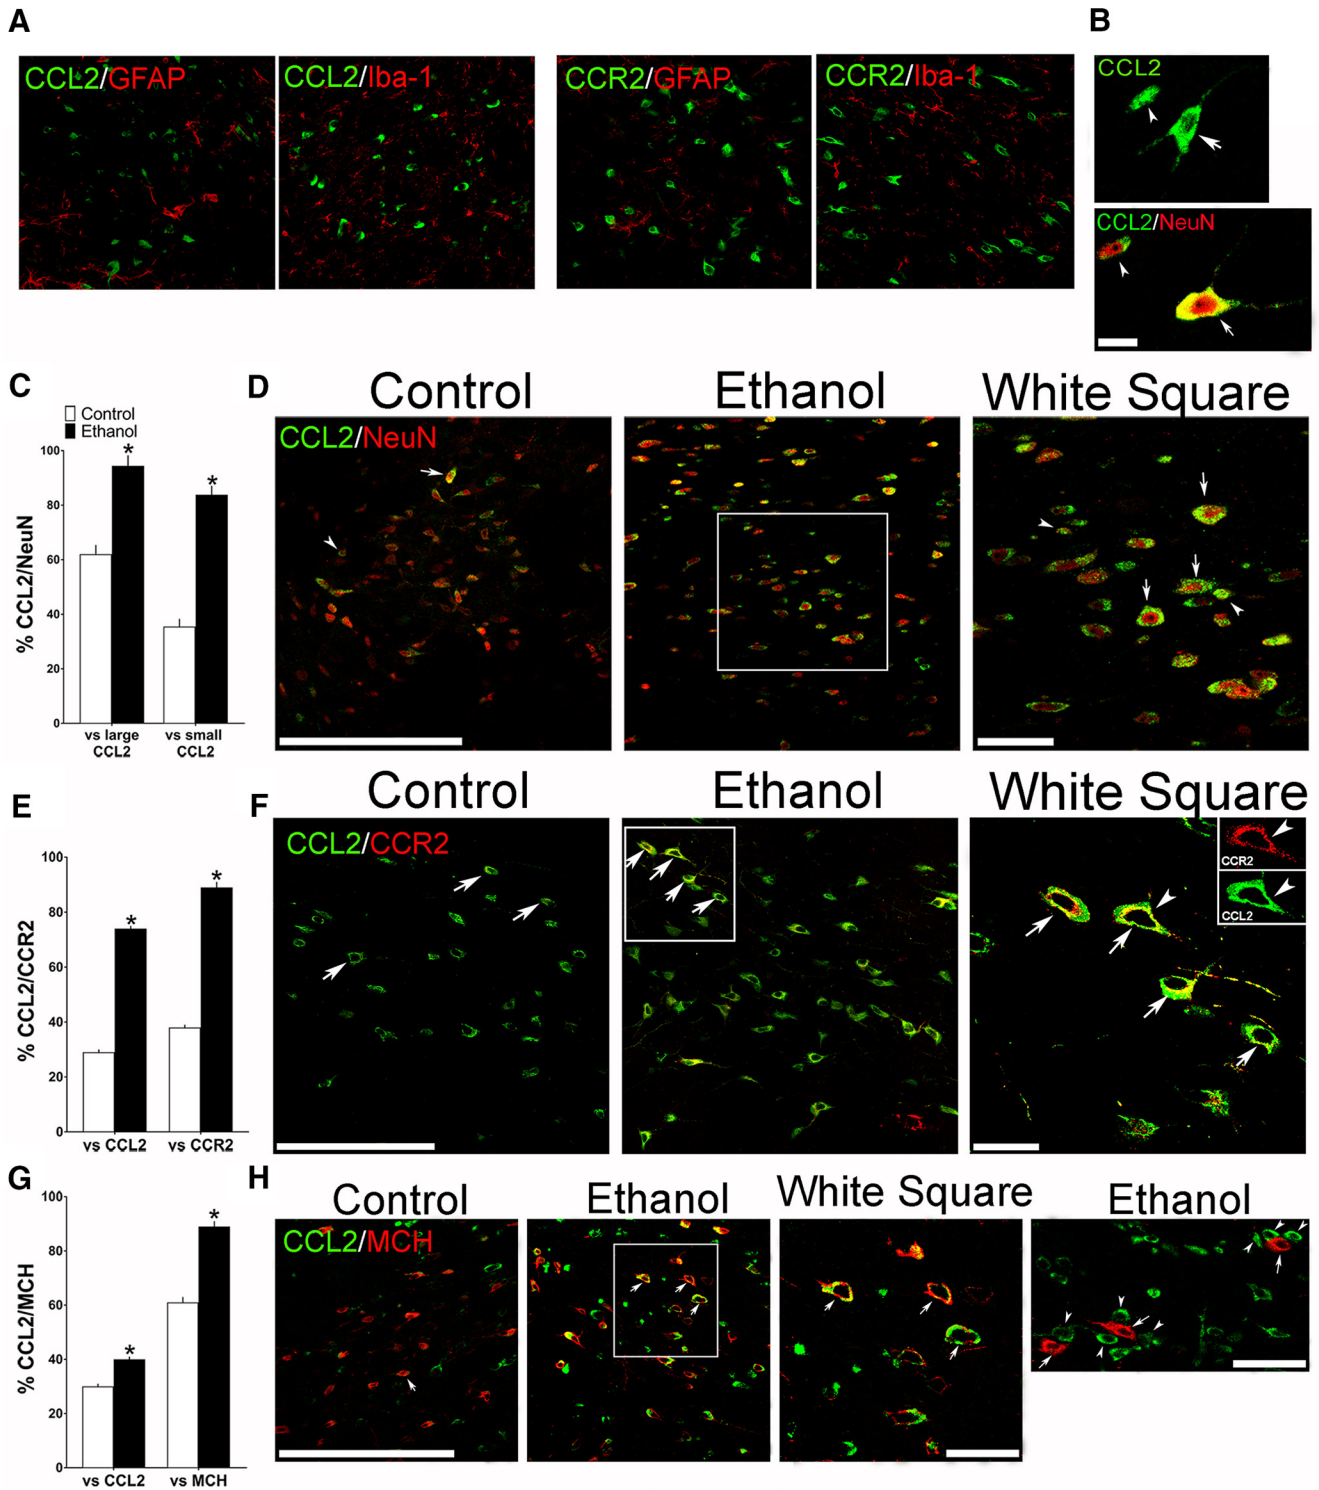 A
B
CCL2/GFAP
CCL2/Iba-1
CCR2/GFAP
CCR2/Iba-1
CCL2
CCL2/NeuN
C
Control
Ethanol
% CCL2/NeuN
100
80
60
40
20
0
*
*
vs large CCL2
vs small CCL2
D
Control
Ethanol
White Square
CCL2/NeuN
E
% CCL2/CCR2
100
80
60
40
20
0
*
*
vs CCL2
vs CCR2
F
Control
Ethanol
White Square
CCL2/CCR2
CCR2
CCL2
G
% CCL2/MCH
100
80
60
40
20
0
*
*
vs CCL2
vs MCH
H
Control
Ethanol
White Square
Ethanol
CCL2/MCH